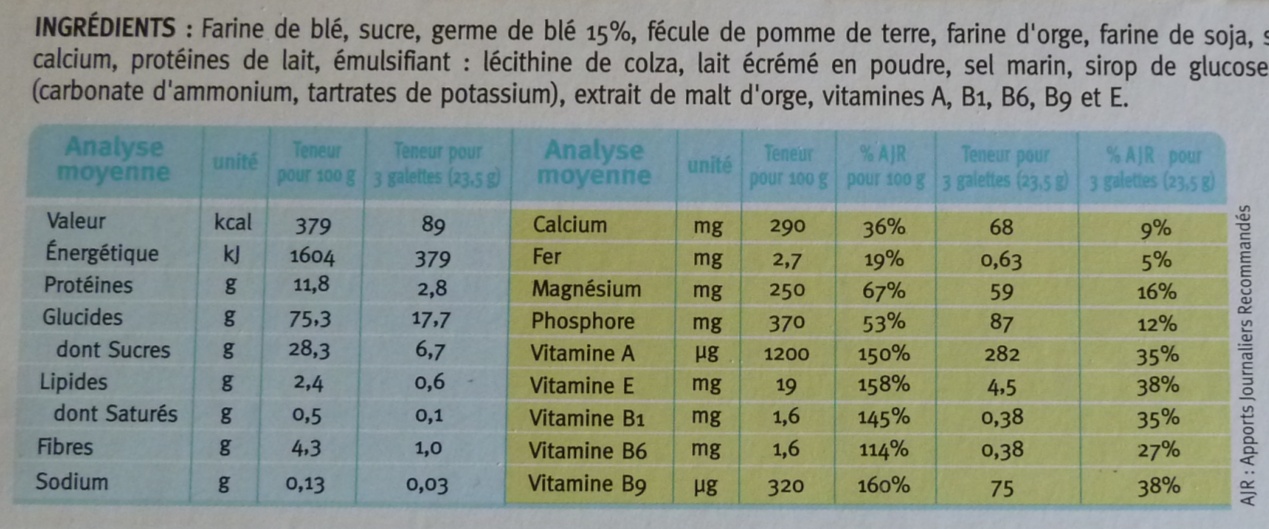 INGRÉDIENTS : Farine de blé, sucre, germe de blé 15%, fécule de pomme de terre, farine d'orge, farine de soja,
calcium, protéines de lait, émulsifiant : lécithine de colza, lait écrémé en poudre, sel marin, sirop de glucose
(carbonate d'ammonium, tartrates de potassium), extrait de malt d'orge, vitamines A, B1, B6, B9 et E.
Analyse moyenne unité Teneur pour 100 g Teneur pour 3 galettes (23,5 g) Analyse moyenne unité Teneur pour 100 g % AJR pour 100 g Teneur pour 3 galettes (23,5 g) % AJR pour 3 galettes (23,5 g)
Valeur kcal 379 89 Calcium mg 290 36% 68 9%
Énergétique kJ 1604 379 Fer mg 2,7 19% 0,63 5%
Protéines g 11,8 2,8 Magnésium mg 250 67% 59 16%
Glucides g 75,3 17,7 Phosphore mg 370 53% 87 12%
dont Sucres g 28,3 6,7 Vitamine A µg 1200 150% 282 35%
Lipides g 2,4 0,6 Vitamine E mg 19 158% 4,5 38%
dont Saturés g 0,5 0,1 Vitamine B1 mg 1,6 145% 0,38 35%
Fibres g 4,3 1,0 Vitamine B6 mg 1,6 114% 0,38 27%
Sodium g 0,13 0,03 Vitamine B9 µg 320 160% 75 38%
AJR : Apports Journaliers Recommandés